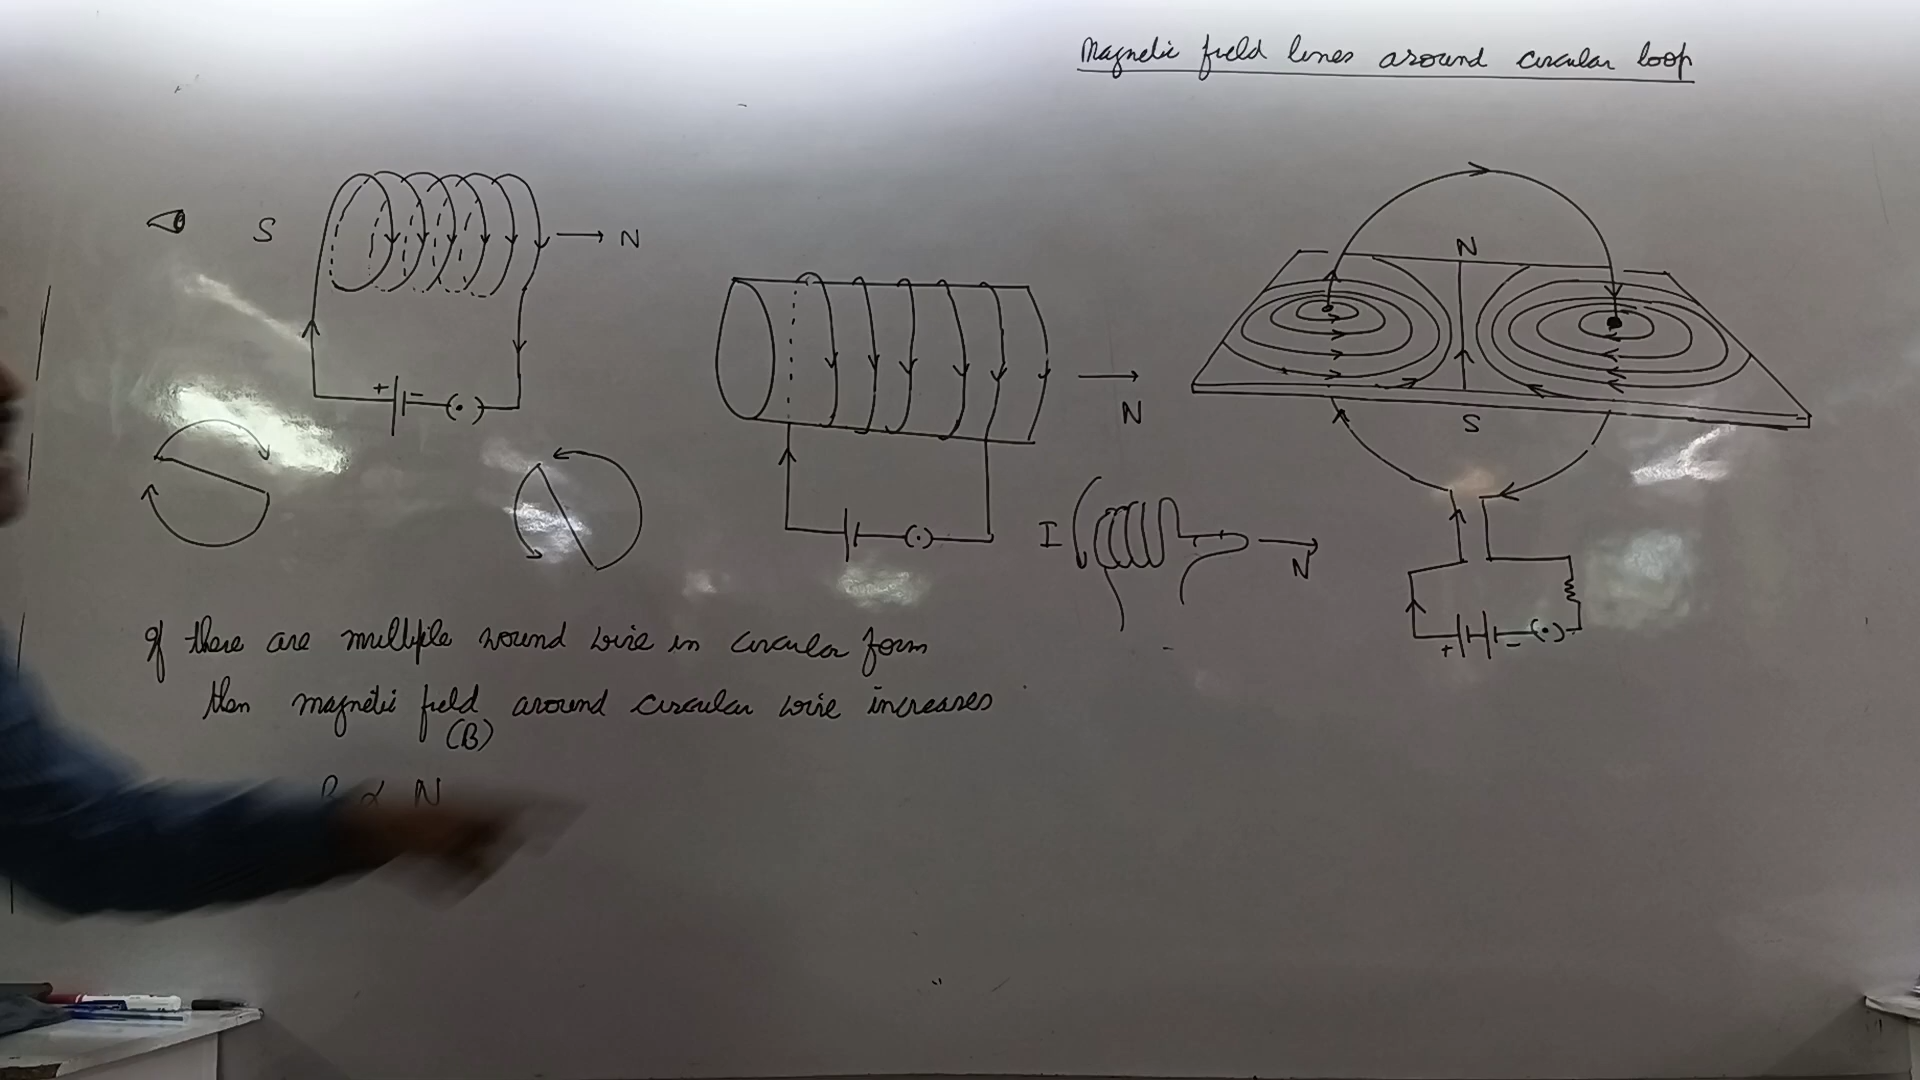 Magnetic field lines around circular loop
S N
+ -
N
N
S
I N
+ -
If there are multiple wound wire in circular form
then magnetic field around circular wire increases
(B)
B ∝ N